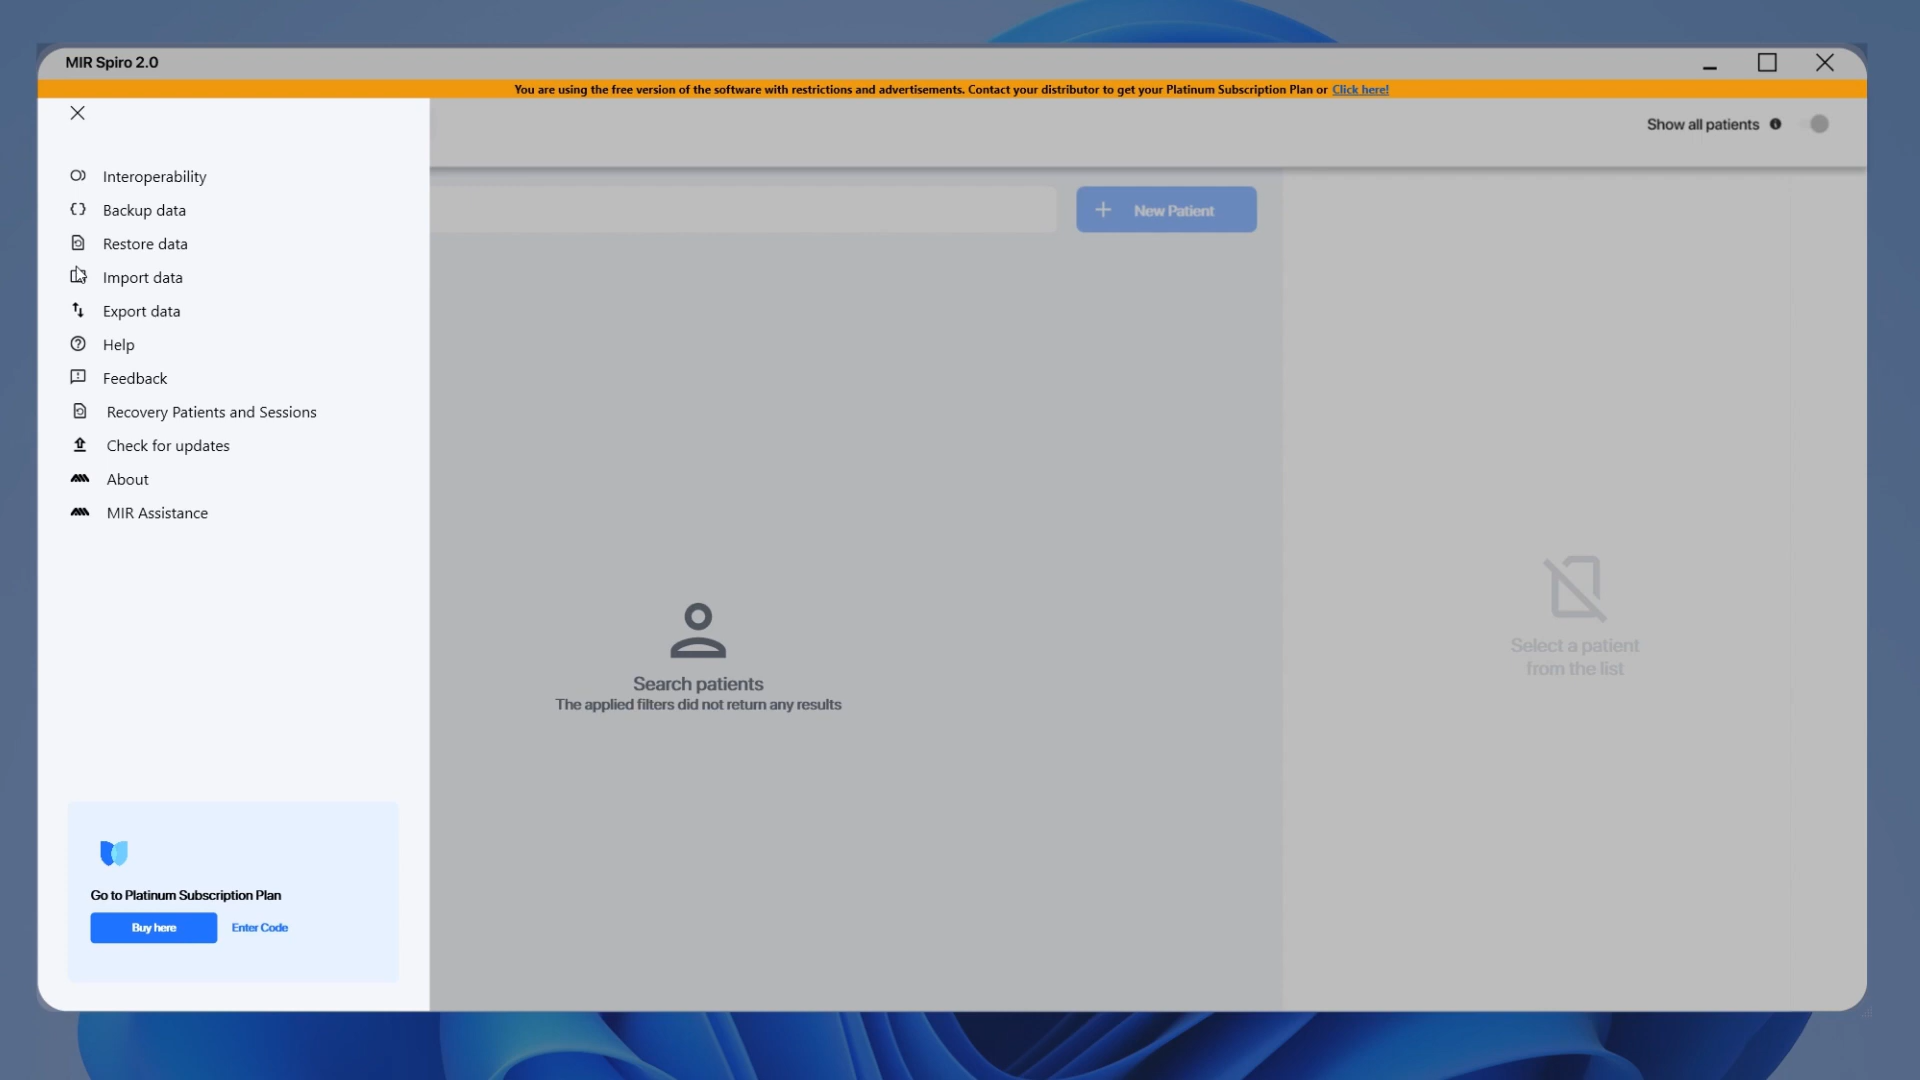 MIR Spiro 2.0
You are using the free version of the software with restrictions and advertisements. Contact your distributor to get your Platinum Subscription Plan or Click here!
Show all patients
Interoperability
Backup data
Restore data
Import data
Export data
Help
Feedback
Recovery Patients and Sessions
Check for updates
About
MIR Assistance
New Patient
Search patients
The applied filters did not return any results
Select a patient
from the list
Go to Platinum Subscription Plan
Buy here Enter Code